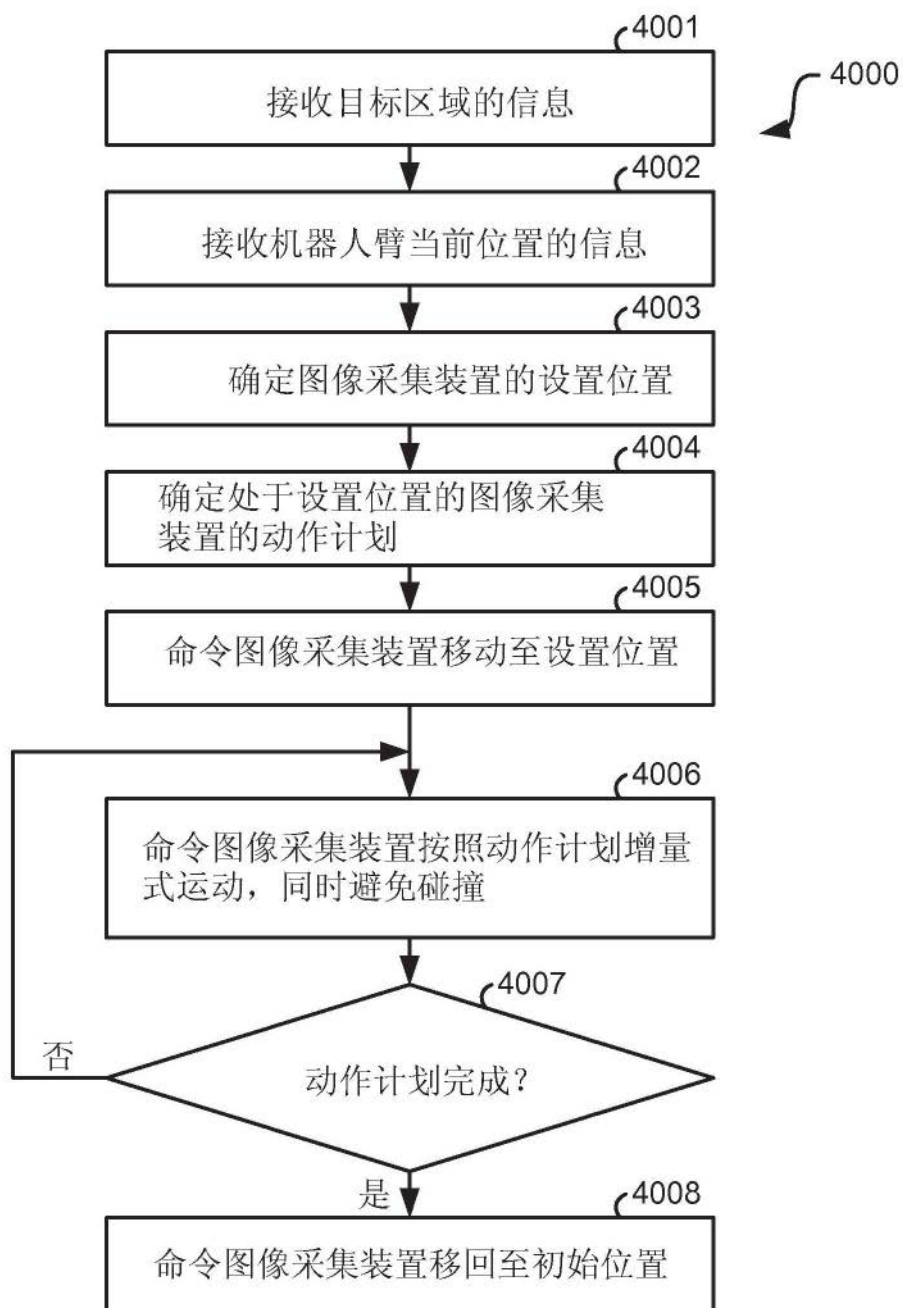 4001
4000
接收目标区域的信息
4002
接收机器人臂当前位置的信息
4003
确定图像采集装置的设置位置
4004
确定处于设置位置的图像采集
装置的动作计划
4005
命令图像采集装置移动至设置位置
4006
命令图像采集装置按照动作计划增量
式运动，同时避免碰撞
4007
否
动作计划完成？
是
4008
命令图像采集装置移回至初始位置